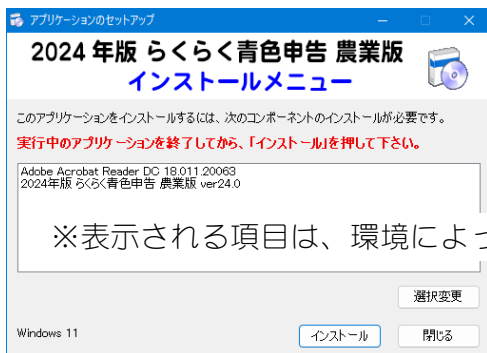 アプリケーションのセットアップ
2024 年版 らくらく青色申告 農業版
インストールメニュー
このアプリケーションをインストールするには、次のコンポーネントのインストールが必要です。
実行中のアプリケーションを終了してから、「インストール」を押して下さい。
Adobe Acrobat Reader DC 18.011.20063
2024年版 らくらく青色申告 農業版 ver24.0
※表示される項目は、環境によっ
選択変更
Windows 11
インストール
閉じる